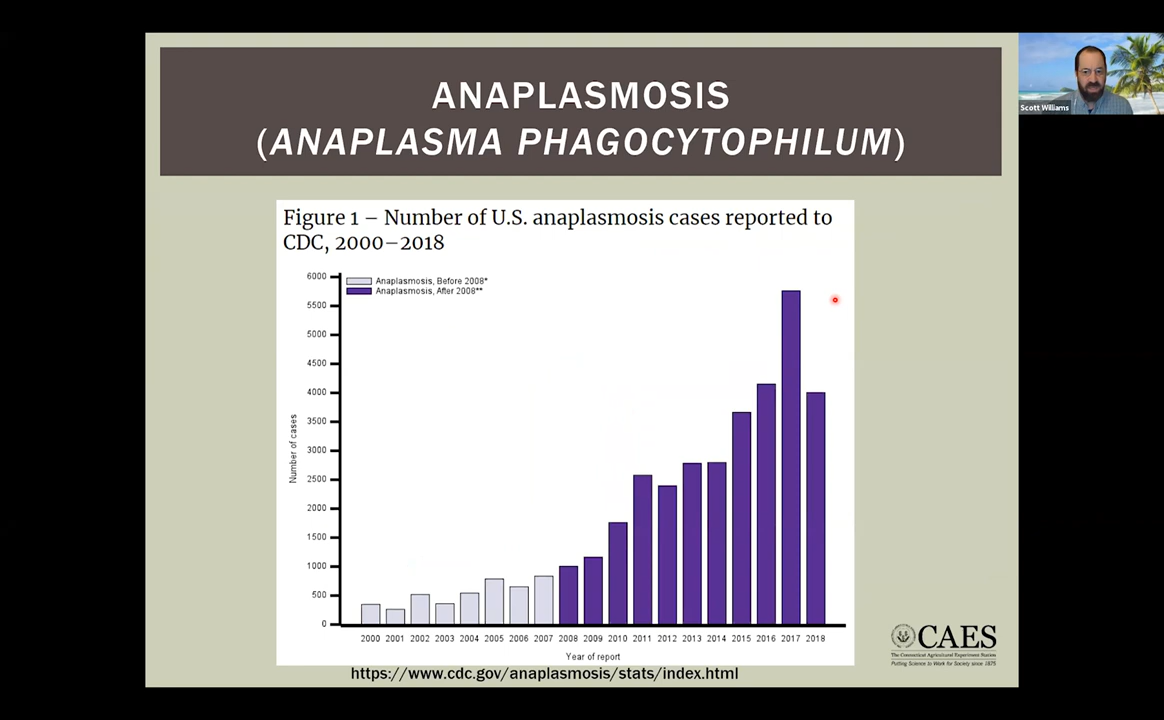 ANAPLASMOSIS
(ANAPLASMA PHAGOCYTOPHILUM)
Scott Williams
Figure 1 – Number of U.S. anaplasmosis cases reported to
CDC, 2000–2018
Anaplasmosis, Before 2008*
Anaplasmosis, After 2008**
6000
5500
5000
4500
4000
3500
3000
2500
2000
1500
1000
500
0
Number of cases
2000 2001 2002 2003 2004 2005 2006 2007 2008 2009 2010 2011 2012 2013 2014 2015 2016 2017 2018
Year of report
https://www.cdc.gov/anaplasmosis/stats/index.html
CAES
The Connecticut Agricultural Experiment Station
Putting Science to Work for Society since 1875